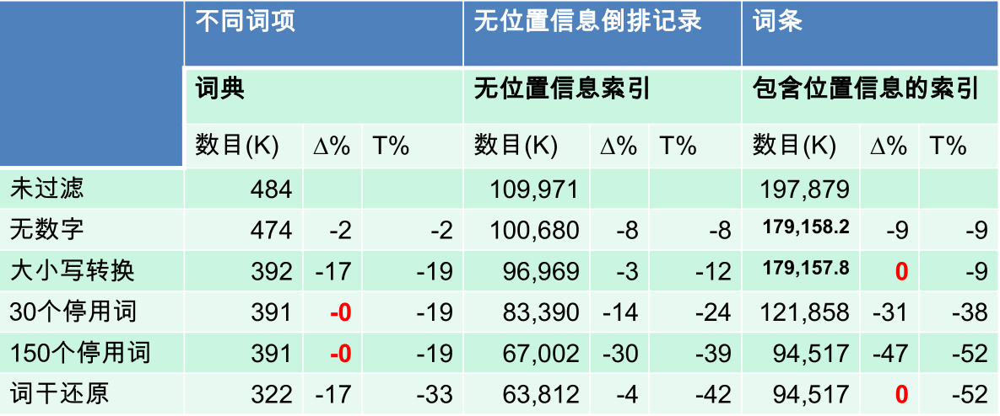 不同词项 无位置信息倒排记录 词条
词典 无位置信息索引 包含位置信息的索引
数目(K) Δ% T% 数目(K) Δ% T% 数目(K) Δ% T%
未过滤 484 109,971 197,879
无数字 474 -2 -2 100,680 -8 -8 179,158.2 -9 -9
大小写转换 392 -17 -19 96,969 -3 -12 179,157.8 0 -9
30个停用词 391 -0 -19 83,390 -14 -24 121,858 -31 -38
150个停用词 391 -0 -19 67,002 -30 -39 94,517 -47 -52
词干还原 322 -17 -33 63,812 -4 -42 94,517 0 -52